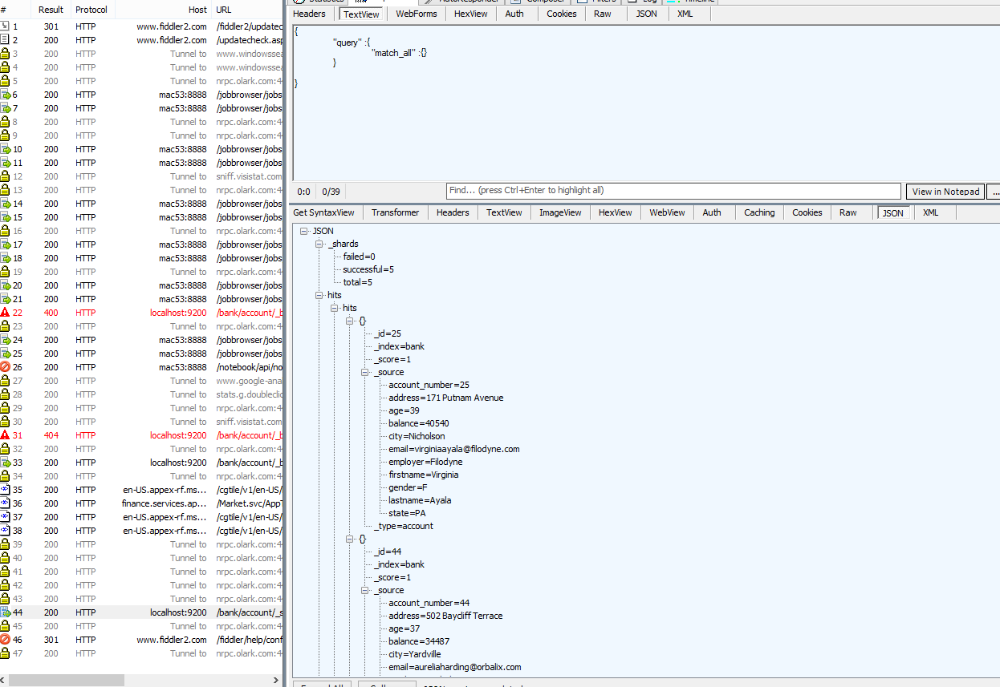 Statistics AutoResponder Composer Filters Log Timeline
# Result Protocol Host URL
1 301 HTTP www.fiddler2.com /fiddler2/updatec
2 200 HTTP www.fiddler2.com /updatecheck.asp
3 200 HTTP Tunnel to www.windowssea
4 200 HTTP Tunnel to www.windowssea
5 200 HTTP Tunnel to nrpc.olark.com:4
6 200 HTTP mac53:8888 /jobbrowser/jobs
7 200 HTTP mac53:8888 /jobbrowser/jobs
8 200 HTTP Tunnel to nrpc.olark.com:4
9 200 HTTP Tunnel to nrpc.olark.com:4
10 200 HTTP mac53:8888 /jobbrowser/jobs
11 200 HTTP mac53:8888 /jobbrowser/jobs
12 200 HTTP Tunnel to sniff.visistat.com
13 200 HTTP Tunnel to nrpc.olark.com:4
14 200 HTTP mac53:8888 /jobbrowser/jobs
15 200 HTTP mac53:8888 /jobbrowser/jobs
16 200 HTTP Tunnel to nrpc.olark.com:4
17 200 HTTP mac53:8888 /jobbrowser/jobs
18 200 HTTP mac53:8888 /jobbrowser/jobs
19 200 HTTP Tunnel to nrpc.olark.com:4
20 200 HTTP mac53:8888 /jobbrowser/jobs
21 200 HTTP mac53:8888 /jobbrowser/jobs
22 400 HTTP localhost:9200 /bank/account/_b
23 200 HTTP Tunnel to nrpc.olark.com:4
24 200 HTTP mac53:8888 /jobbrowser/jobs
25 200 HTTP mac53:8888 /jobbrowser/jobs
26 200 HTTP mac53:8888 /notebook/api/no
27 200 HTTP Tunnel to www.google-ana
28 200 HTTP Tunnel to stats.g.doubleclic
29 200 HTTP Tunnel to nrpc.olark.com:4
30 200 HTTP Tunnel to sniff.visistat.com
31 404 HTTP localhost:9200 /bank/account/_b
32 200 HTTP Tunnel to nrpc.olark.com:4
33 200 HTTP localhost:9200 /bank/account/_b
34 200 HTTP Tunnel to nrpc.olark.com:4
35 200 HTTP en-US.appex-rf.ms... /cgtile/v1/en-US/
36 200 HTTP finance.services.ap... /Market.svc/AppT
37 200 HTTP en-US.appex-rf.ms... /cgtile/v1/en-US/
38 200 HTTP en-US.appex-rf.ms... /cgtile/v1/en-US/
39 200 HTTP Tunnel to nrpc.olark.com:4
40 200 HTTP Tunnel to nrpc.olark.com:4
41 200 HTTP Tunnel to nrpc.olark.com:4
42 200 HTTP Tunnel to nrpc.olark.com:4
43 200 HTTP Tunnel to nrpc.olark.com:4
44 200 HTTP localhost:9200 /bank/account/_s
45 200 HTTP Tunnel to nrpc.olark.com:4
46 301 HTTP www.fiddler2.com /fiddler/help/conf
47 200 HTTP Tunnel to nrpc.olark.com:4
Headers TextView WebForms HexView Auth Cookies Raw JSON XML
{
"query" :{
"match_all" :{}
}
}
0:0 0/39 Find... (press Ctrl+Enter to highlight all) View in Notepad ...
Get SyntaxView Transformer Headers TextView ImageView HexView WebView Auth Caching Cookies Raw JSON XML
JSON
_shards
failed=0
successful=5
total=5
hits
hits
{}
_id=25
_index=bank
_score=1
_source
account_number=25
address=171 Putnam Avenue
age=39
balance=40540
city=Nicholson
email=virginiaayala@filodyne.com
employer=Filodyne
firstname=Virginia
gender=F
lastname=Ayala
state=PA
_type=account
{}
_id=44
_index=bank
_score=1
_source
account_number=44
address=502 Baycliff Terrace
age=37
balance=34487
city=Yardville
email=aureliaharding@orbalix.com